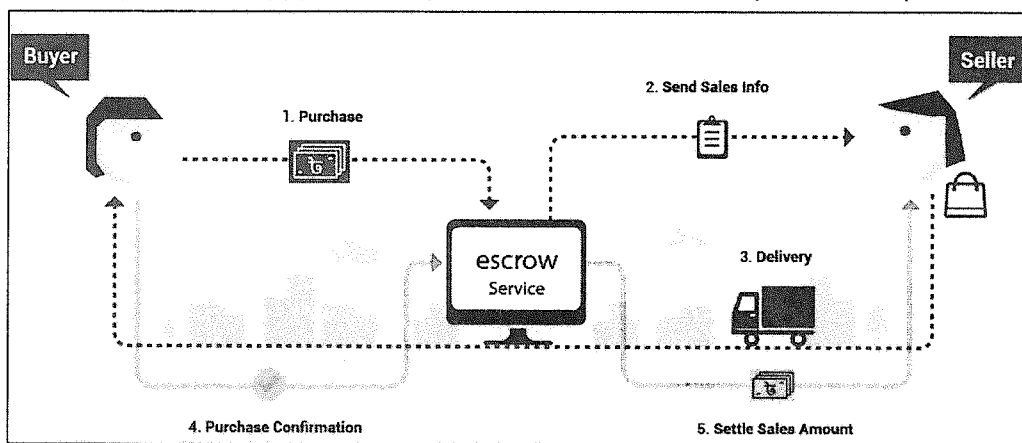 Buyer
Seller
2. Send Sales Info
1. Purchase
৳
escrow
Service
3. Delivery
৳
4. Purchase Confirmation
5. Settle Sales Amount